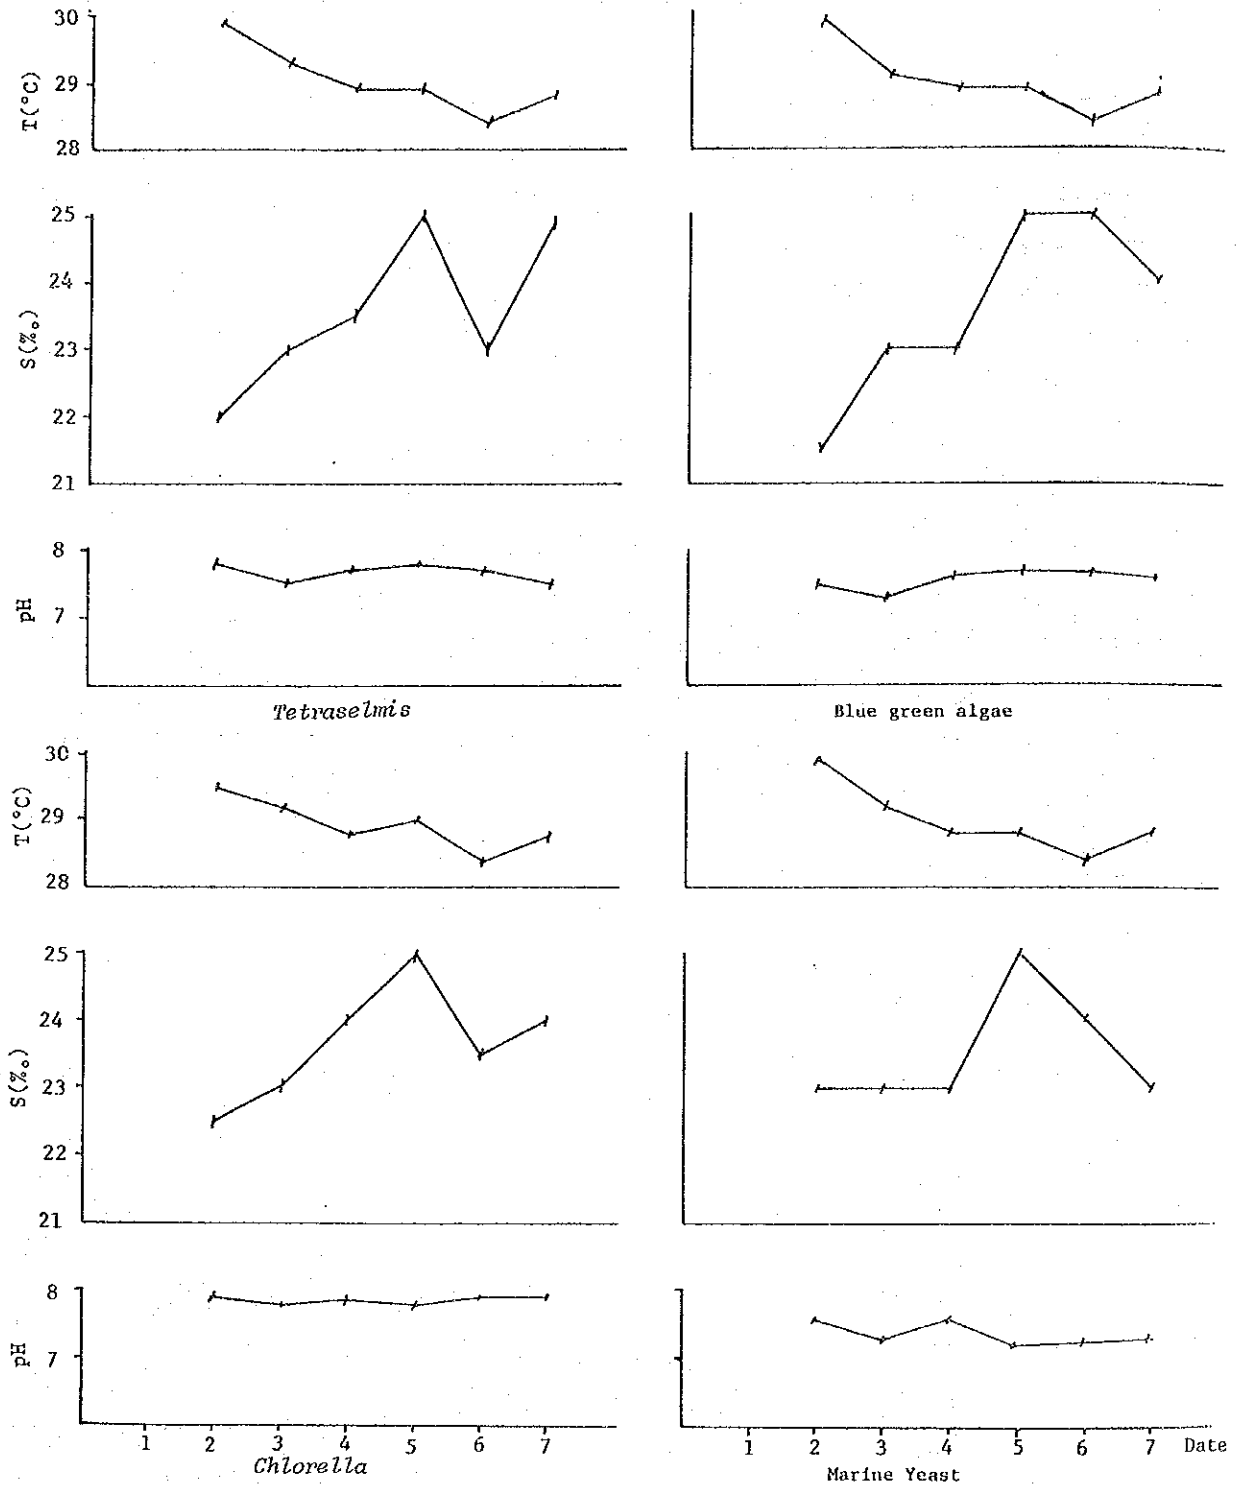 30
29
28
T(°C)
25
24
23
22
21
S(‰)
8
7
pH
Tetraselmis
Blue green algae
30
29
28
T(°C)
25
24
23
22
21
S(‰)
8
7
pH
1 2 3 4 5 6 7
1 2 3 4 5 6 7 Date
Chlorella
Marine Yeast